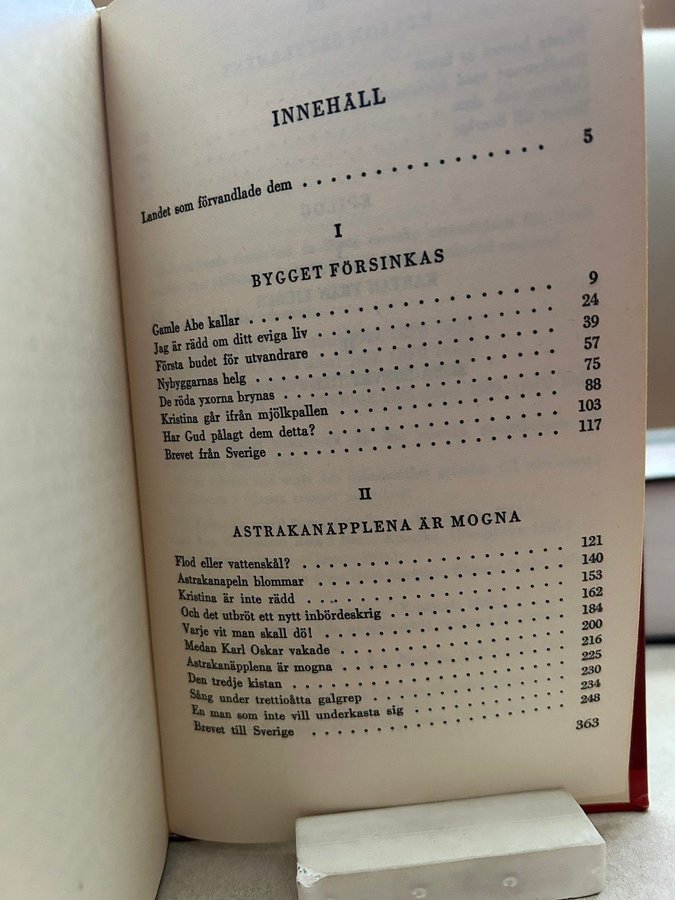 INNEHÅLL
Landet som förvandlade dem . . . . . . . . . . . . . . . . 5
I
BYGGET FÖRSINKAS
Gamle Abe kallar . . . . . . . . . . . . . . . . . . . . 9
Jag är rädd om ditt eviga liv . . . . . . . . . . . . . . . 24
Första budet för utvandrare . . . . . . . . . . . . . . . 39
Nybyggarnas helg . . . . . . . . . . . . . . . . . . . 57
De röda yxorna brynas . . . . . . . . . . . . . . . . . 75
Kristina går ifrån mjölkpallen . . . . . . . . . . . . . . 88
Har Gud pålagt dem detta? . . . . . . . . . . . . . . . 103
Brevet från Sverige . . . . . . . . . . . . . . . . . . 117
II
ASTRAKANÄPPLENA ÄR MOGNA
Flod eller vattenskål? . . . . . . . . . . . . . . . . . 121
Astrakanapeln blommar . . . . . . . . . . . . . . . . . 140
Kristina är inte rädd . . . . . . . . . . . . . . . . . 153
Och det utbröt ett nytt inbördeskrig . . . . . . . . . . . 162
Varje vit man skall dö! . . . . . . . . . . . . . . . . 184
Medan Karl Oskar vakade . . . . . . . . . . . . . . . . 200
Astrakanäpplena är mogna . . . . . . . . . . . . . . . 216
Den tredje kistan . . . . . . . . . . . . . . . . . . . 225
Sång under trettioåtta galgrep . . . . . . . . . . . . . 230
En man som inte vill underkasta sig . . . . . . . . . . . 234
Brevet till Sverige . . . . . . . . . . . . . . . . . . 248
363